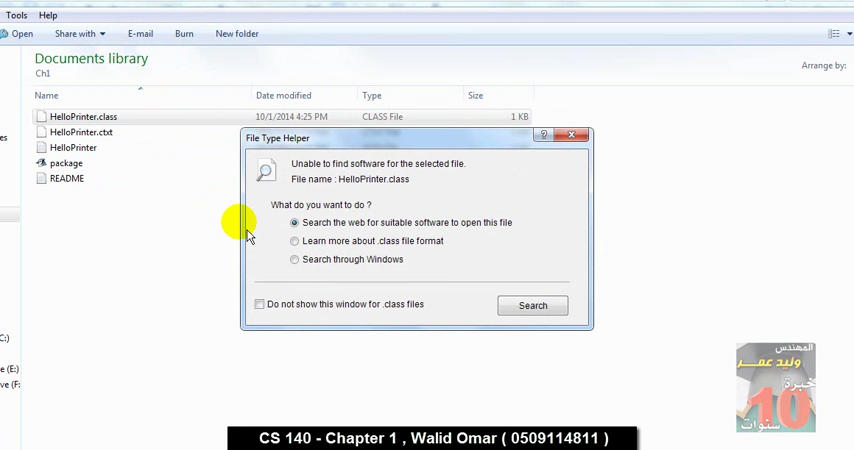 Tools Help
Open Share with E-mail Burn New folder
Documents library
Ch1
Arrange by:
Name Date modified Type Size
HelloPrinter.class 10/1/2014 4:25 PM CLASS File 1 KB
HelloPrinter.ctxt
HelloPrinter
package
README
File Type Helper
Unable to find software for the selected file.
File name : HelloPrinter.class
What do you want to do ?
Search the web for suitable software to open this file
Learn more about .class file format
Search through Windows
Do not show this window for .class files
Search
C:)
e (E:)
ve (F:
المهندس
وليد عمر
خبرة
10
سنوات
CS 140 - Chapter 1 , Walid Omar ( 0509114811 )